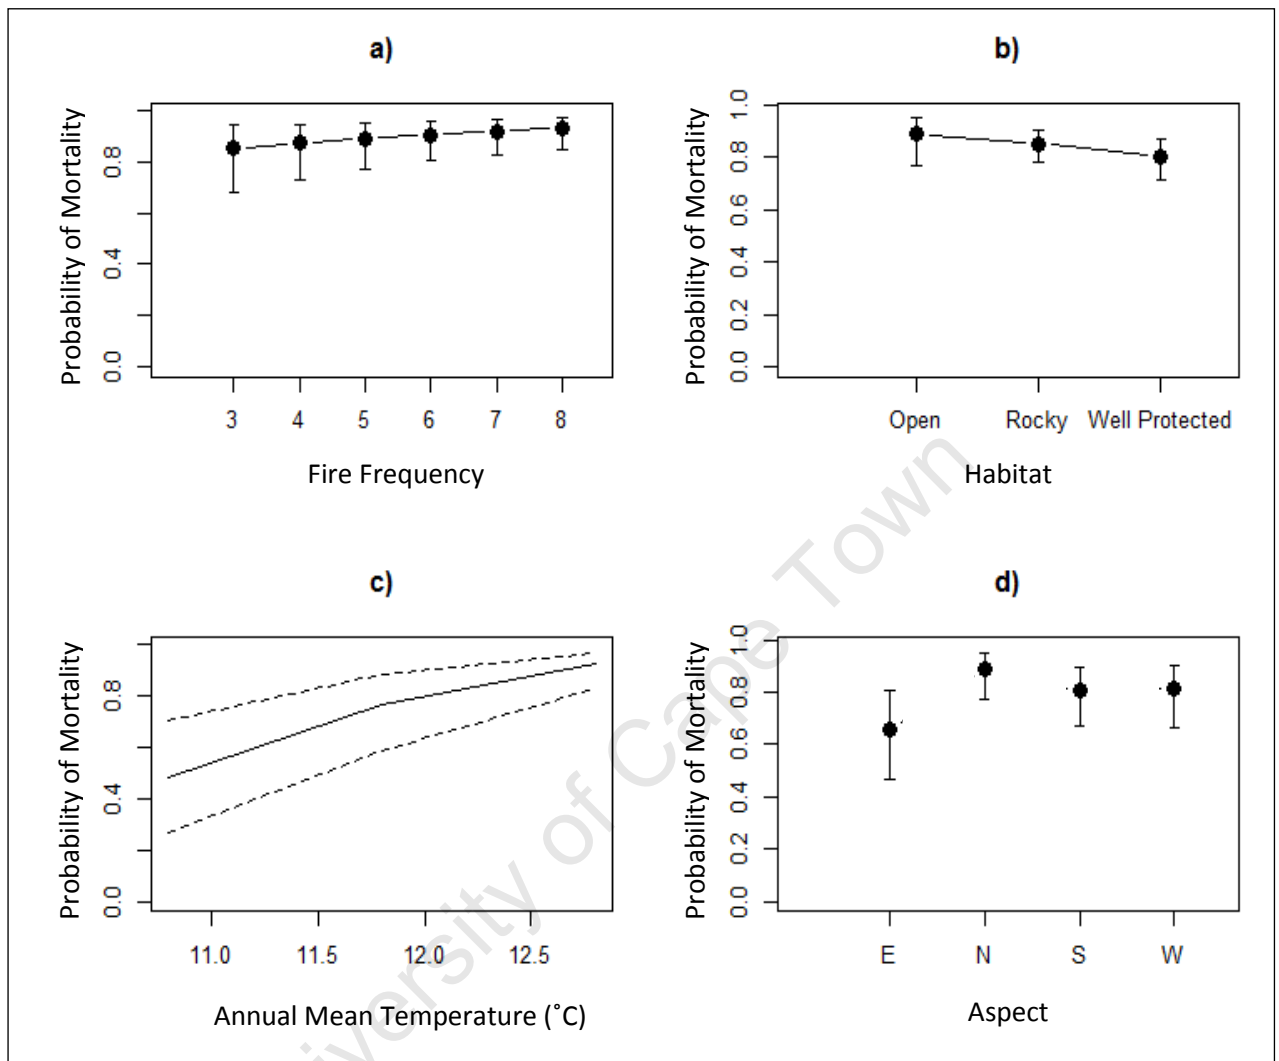 a)
Probability of Mortality
0.8
0.4
0.0
3 4 5 6 7 8
Fire Frequency
b)
Probability of Mortality
1.0
0.8
0.6
0.4
0.2
0.0
Open Rocky Well Protected
Habitat
c)
Probability of Mortality
0.8
0.4
0.0
11.0 11.5 12.0 12.5
Annual Mean Temperature (˚C)
d)
Probability of Mortality
1.0
0.8
0.6
0.4
0.2
0.0
E N S W
Aspect
iversity of Cape Town